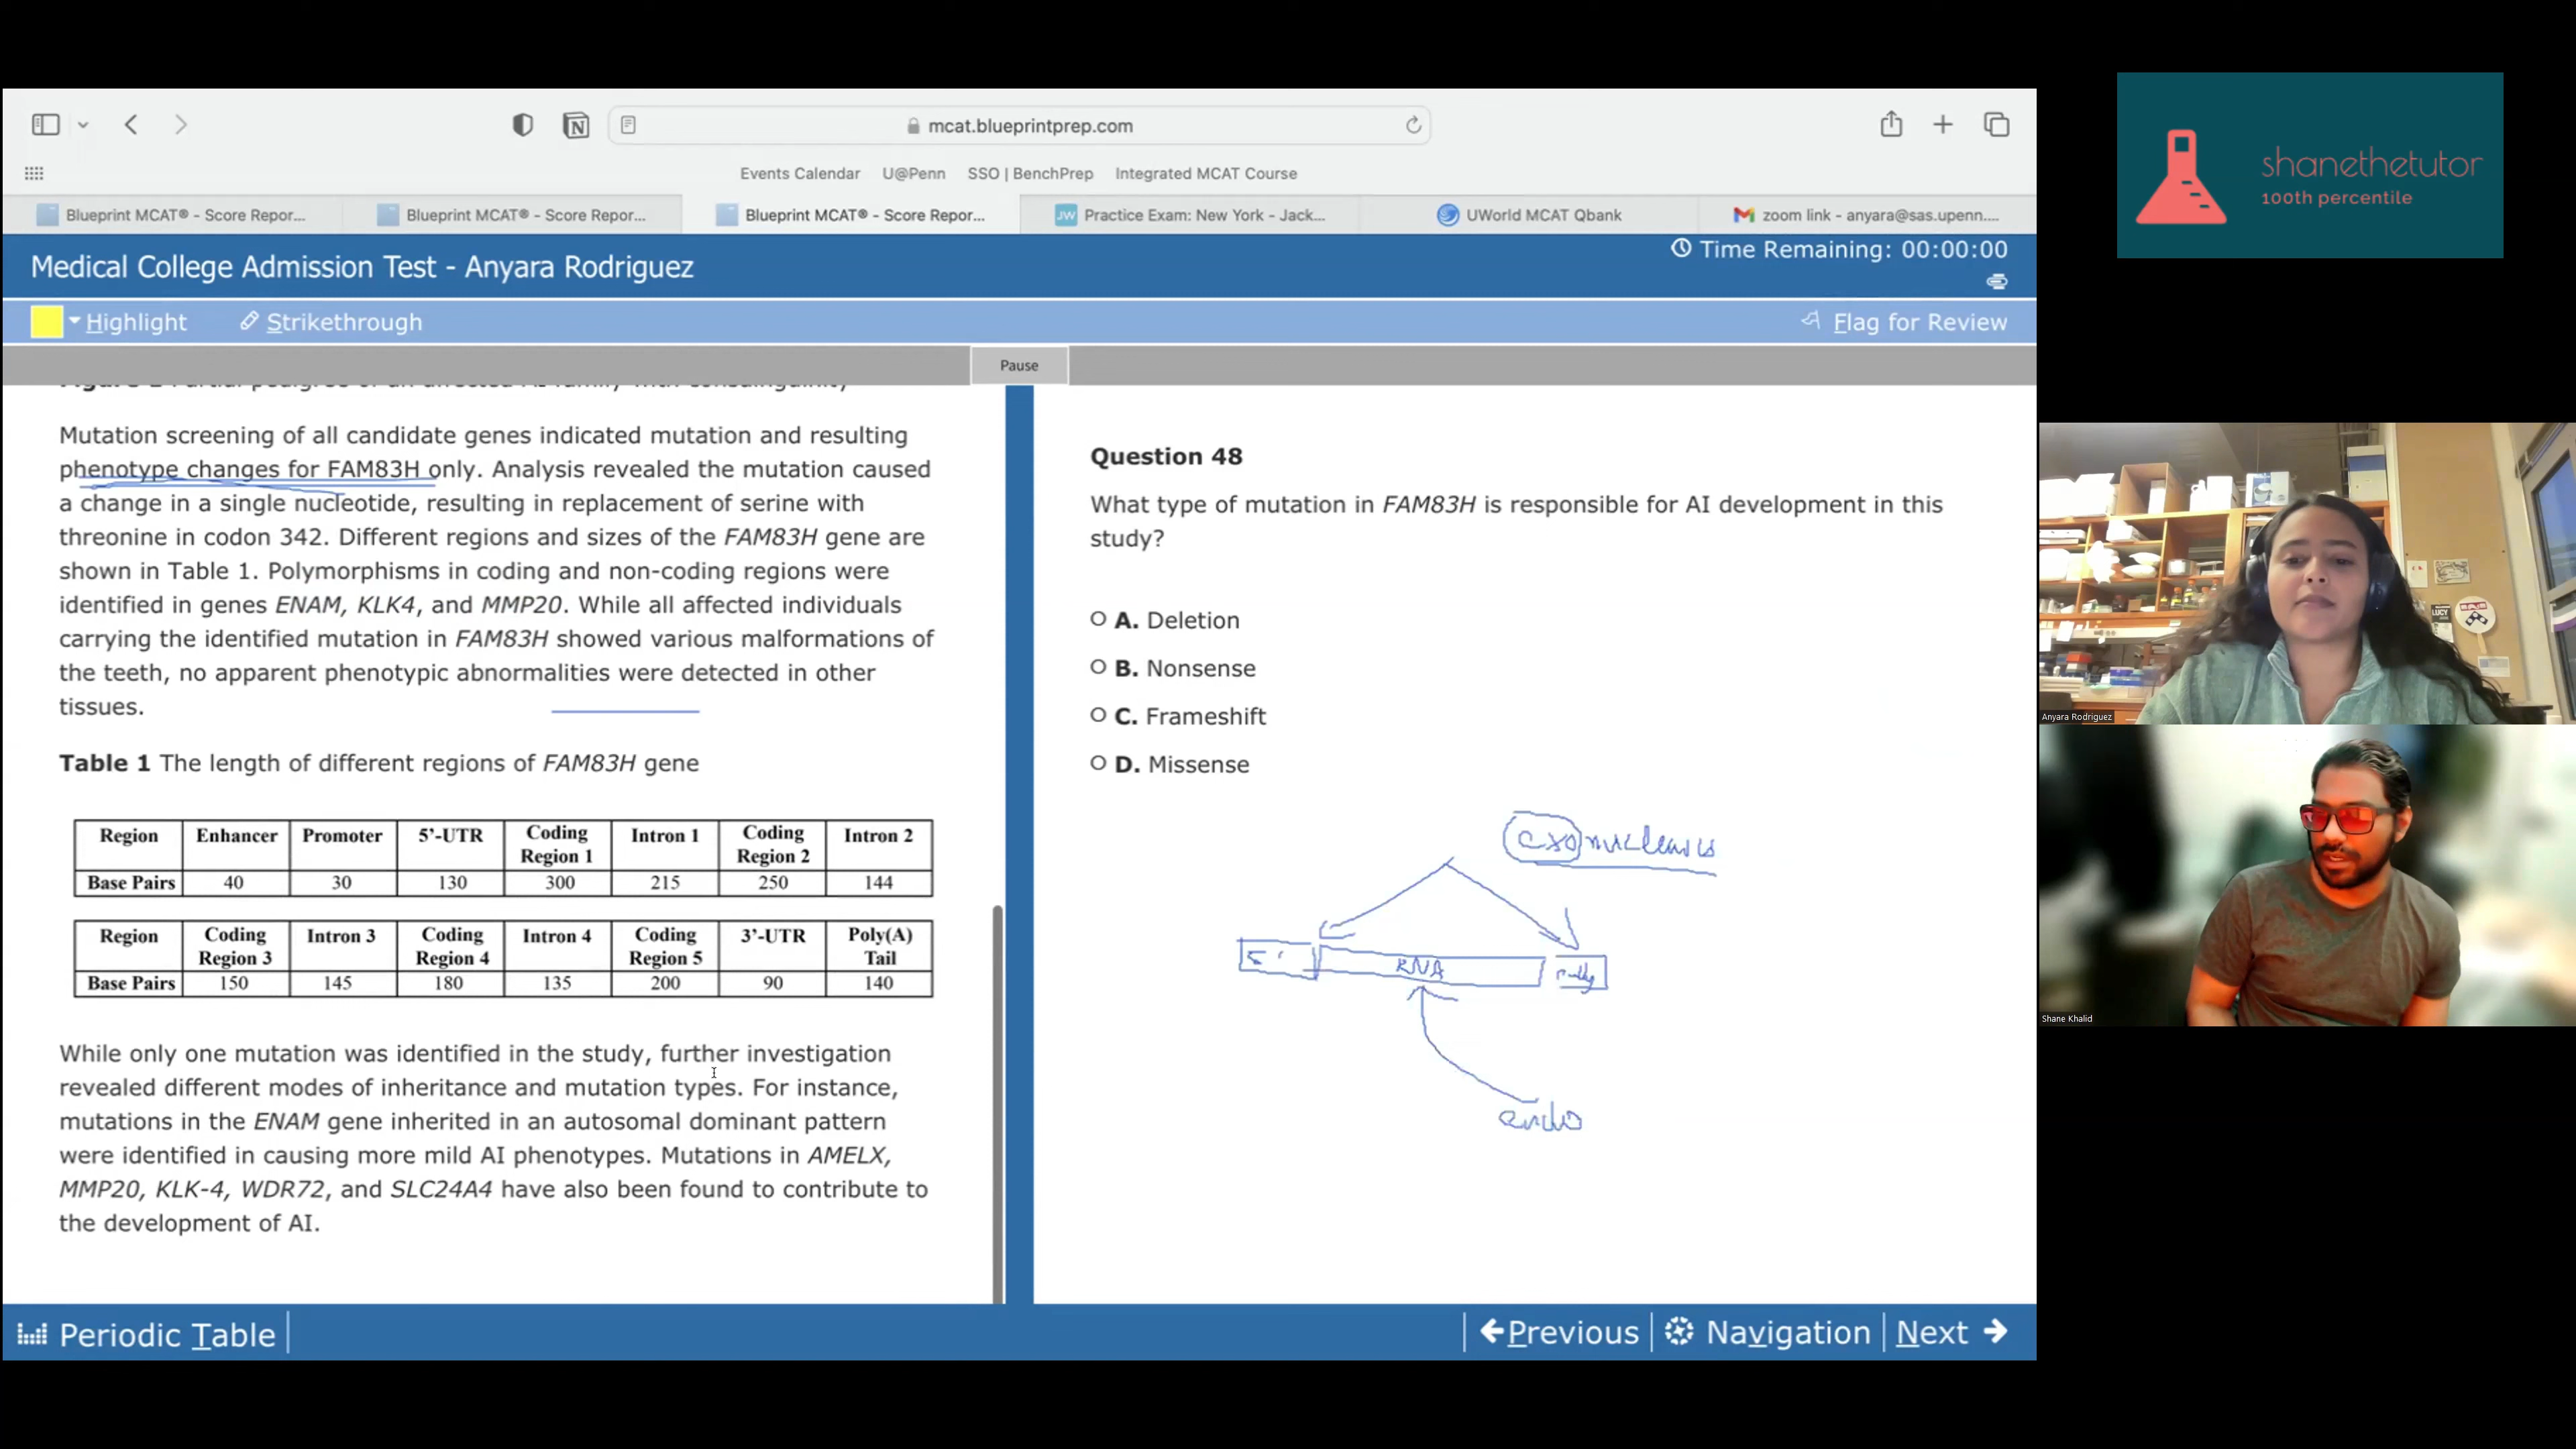 mcat.blueprintprep.com
Events Calendar U@Penn SSO | BenchPrep Integrated MCAT Course
Blueprint MCAT® - Score Repor... Blueprint MCAT® - Score Repor... Blueprint MCAT® - Score Repor... JW Practice Exam: New York - Jack... UWorld MCAT Qbank zoom link - anyara@sas.upenn....
Medical College Admission Test - Anyara Rodriguez
Time Remaining: 00:00:00
Highlight Strikethrough Flag for Review
Pause
Mutation screening of all candidate genes indicated mutation and resulting
phenotype changes for FAM83H only. Analysis revealed the mutation caused
a change in a single nucleotide, resulting in replacement of serine with
threonine in codon 342. Different regions and sizes of the FAM83H gene are
shown in Table 1. Polymorphisms in coding and non-coding regions were
identified in genes ENAM, KLK4, and MMP20. While all affected individuals
carrying the identified mutation in FAM83H showed various malformations of
the teeth, no apparent phenotypic abnormalities were detected in other
tissues.
Table 1 The length of different regions of FAM83H gene
Region Enhancer Promoter 5'-UTR Coding Region 1 Intron 1 Coding Region 2 Intron 2
Base Pairs 40 30 130 300 215 250 144
Region Coding Region 3 Intron 3 Coding Region 4 Intron 4 Coding Region 5 3'-UTR Poly(A) Tail
Base Pairs 150 145 180 135 200 90 140
While only one mutation was identified in the study, further investigation
revealed different modes of inheritance and mutation types. For instance,
mutations in the ENAM gene inherited in an autosomal dominant pattern
were identified in causing more mild AI phenotypes. Mutations in AMELX,
MMP20, KLK-4, WDR72, and SLC24A4 have also been found to contribute to
the development of AI.
Question 48
What type of mutation in FAM83H is responsible for AI development in this
study?
A. Deletion
B. Nonsense
C. Frameshift
D. Missense
5' RNA
endo
Periodic Table
Previous Navigation Next
shanethetutor
100th percentile
Anyara Rodriguez
Shane Khalid